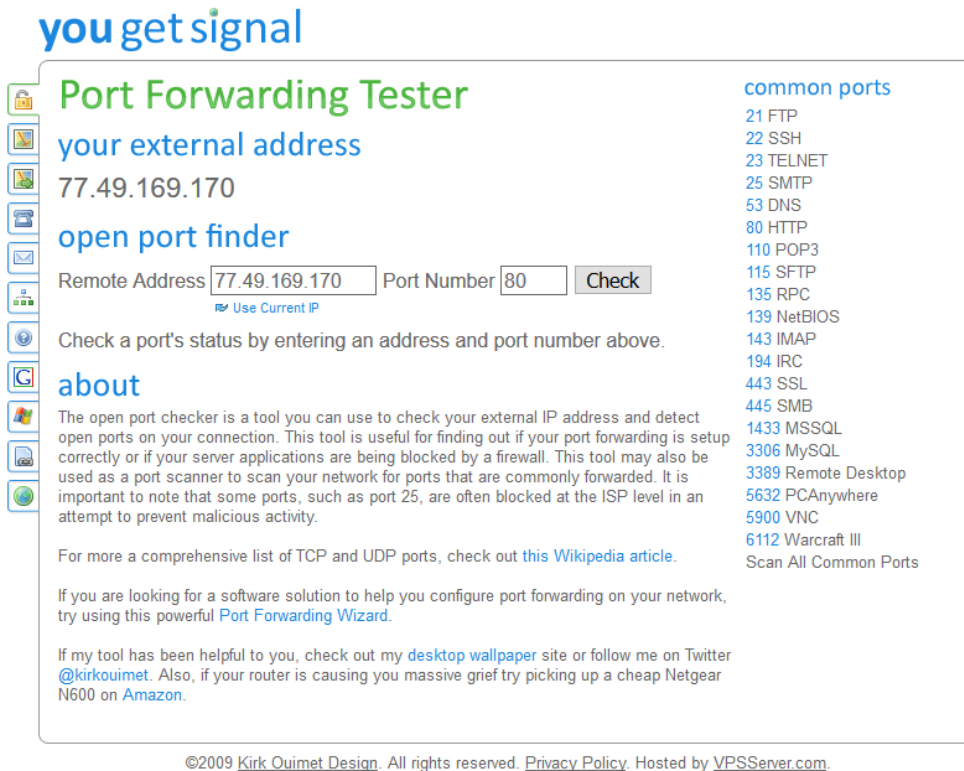 you get signal
Port Forwarding Tester
your external address
77.49.169.170
open port finder
Remote Address 77.49.169.170 Port Number 80 Check
Use Current IP
Check a port's status by entering an address and port number above.
about
The open port checker is a tool you can use to check your external IP address and detect
open ports on your connection. This tool is useful for finding out if your port forwarding is setup
correctly or if your server applications are being blocked by a firewall. This tool may also be
used as a port scanner to scan your network for ports that are commonly forwarded. It is
important to note that some ports, such as port 25, are often blocked at the ISP level in an
attempt to prevent malicious activity.
For more a comprehensive list of TCP and UDP ports, check out this Wikipedia article.
If you are looking for a software solution to help you configure port forwarding on your network,
try using this powerful Port Forwarding Wizard.
If my tool has been helpful to you, check out my desktop wallpaper site or follow me on Twitter
@kirkouimet. Also, if your router is causing you massive grief try picking up a cheap Netgear
N600 on Amazon.
common ports
21 FTP
22 SSH
23 TELNET
25 SMTP
53 DNS
80 HTTP
110 POP3
115 SFTP
135 RPC
139 NetBIOS
143 IMAP
194 IRC
443 SSL
445 SMB
1433 MSSQL
3306 MySQL
3389 Remote Desktop
5632 PCAnywhere
5900 VNC
6112 Warcraft III
Scan All Common Ports
©2009 Kirk Ouimet Design. All rights reserved. Privacy Policy. Hosted by VPSServer.com.